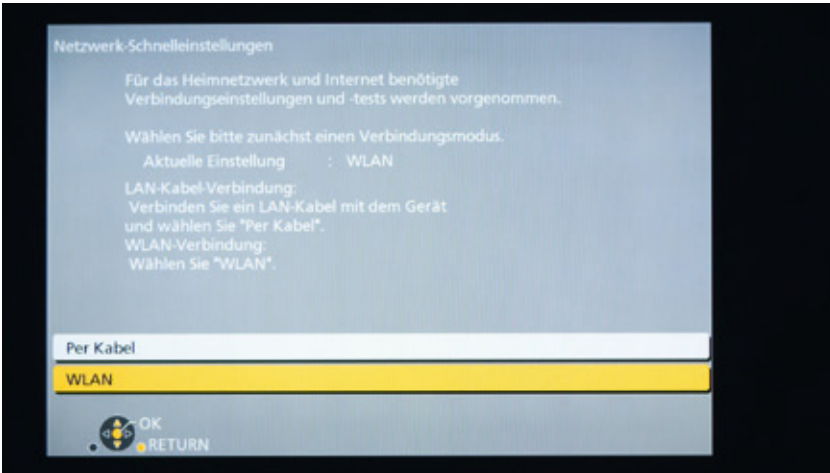 Netzwerk-Schnelleinstellungen
Für das Heimnetzwerk und Internet benötigte
Verbindungseinstellungen und -tests werden vorgenommen.
Wählen Sie bitte zunächst einen Verbindungsmodus.
Aktuelle Einstellung : WLAN
LAN-Kabel-Verbindung:
Verbinden Sie ein LAN-Kabel mit dem Gerät
und wählen Sie "Per Kabel".
WLAN-Verbindung:
Wählen Sie "WLAN".
Per Kabel
WLAN
OK
RETURN